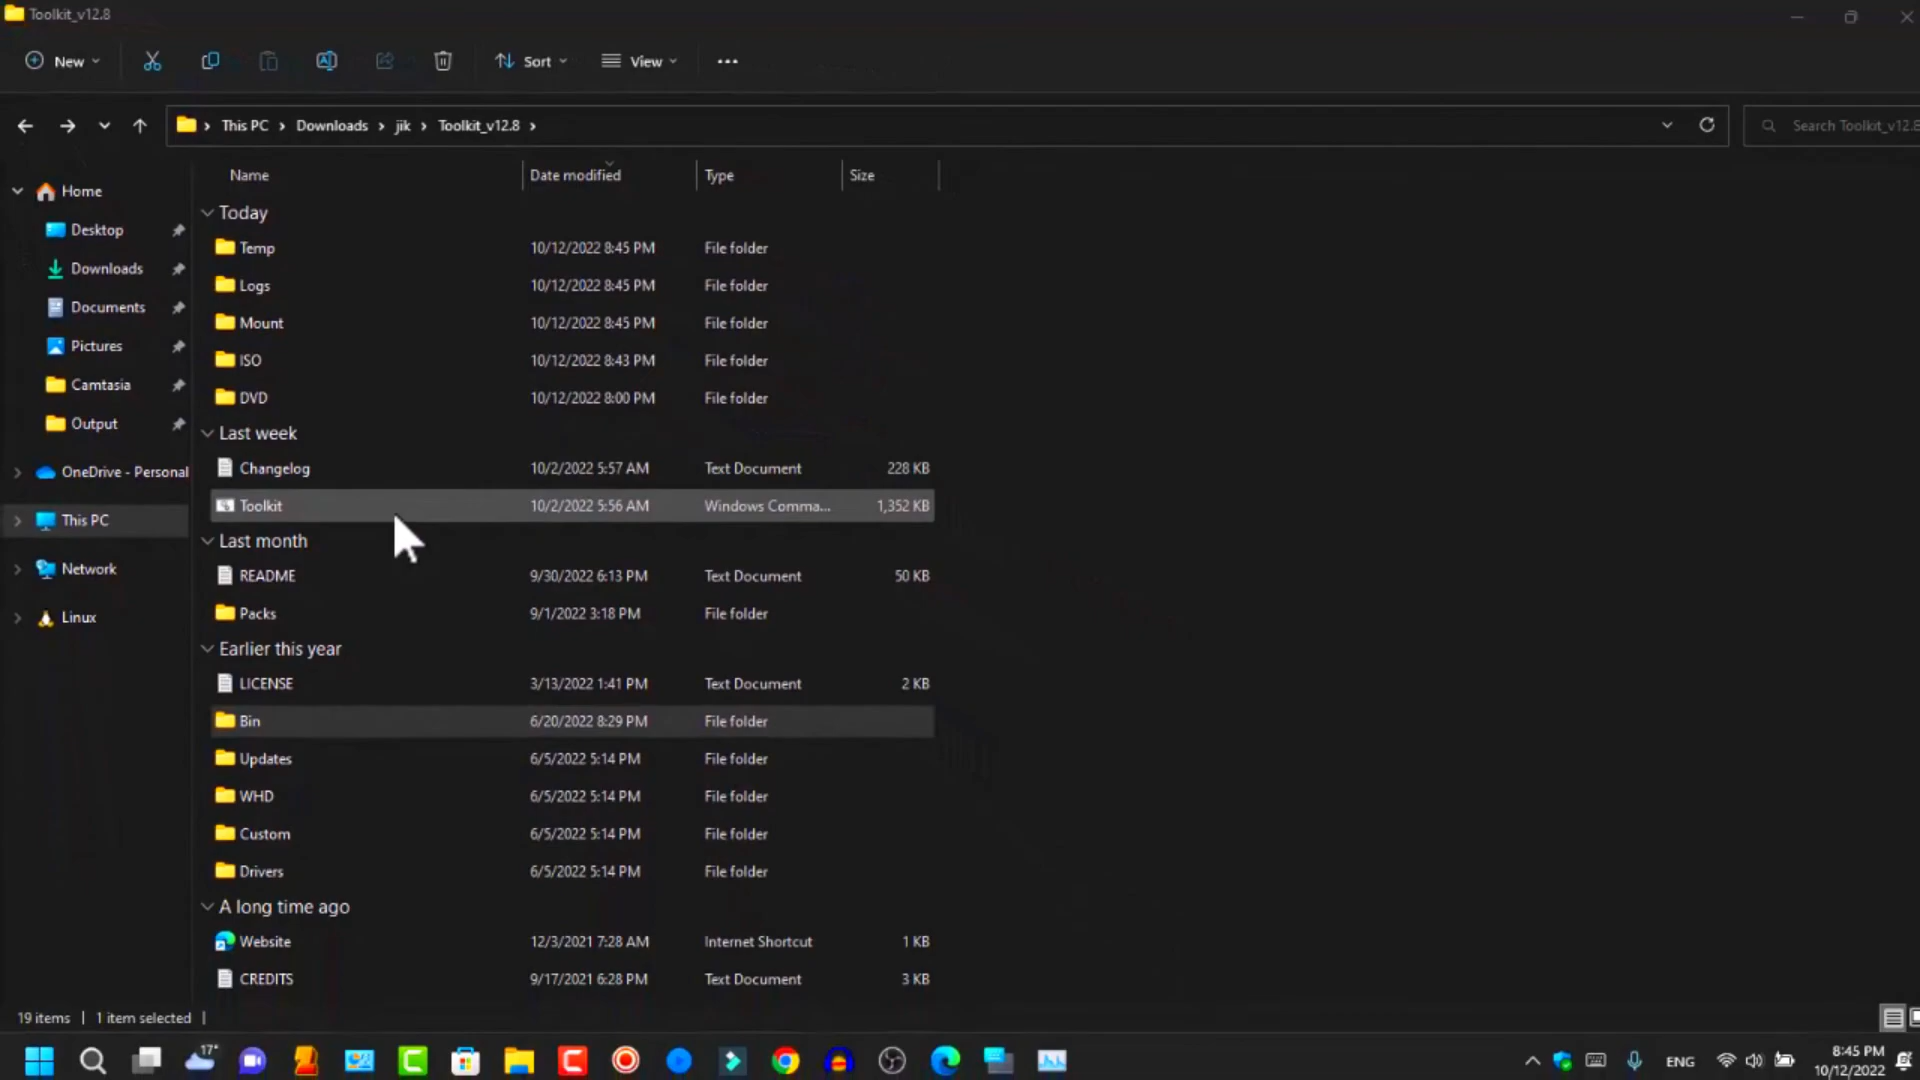 Toolkit_v12.8
New Sort View
This PC Downloads jik Toolkit_v12.8 Search Toolkit_v12.8
Name Date modified Type Size
Home
Desktop
Downloads
Documents
Pictures
Camtasia
Output
OneDrive - Personal
This PC
Network
Linux
Today
Temp 10/12/2022 8:45 PM File folder
Logs 10/12/2022 8:45 PM File folder
Mount 10/12/2022 8:45 PM File folder
ISO 10/12/2022 8:43 PM File folder
DVD 10/12/2022 8:00 PM File folder
Last week
Changelog 10/2/2022 5:57 AM Text Document 228 KB
Toolkit 10/2/2022 5:56 AM Windows Comma... 1,352 KB
Last month
README 9/30/2022 6:13 PM Text Document 50 KB
Packs 9/1/2022 3:18 PM File folder
Earlier this year
LICENSE 3/13/2022 1:41 PM Text Document 2 KB
Bin 6/20/2022 8:29 PM File folder
Updates 6/5/2022 5:14 PM File folder
WHD 6/5/2022 5:14 PM File folder
Custom 6/5/2022 5:14 PM File folder
Drivers 6/5/2022 5:14 PM File folder
A long time ago
Website 12/3/2021 7:28 AM Internet Shortcut 1 KB
CREDITS 9/17/2021 6:28 PM Text Document 3 KB
19 items 1 item selected
17° ENG 8:45 PM
10/12/2022